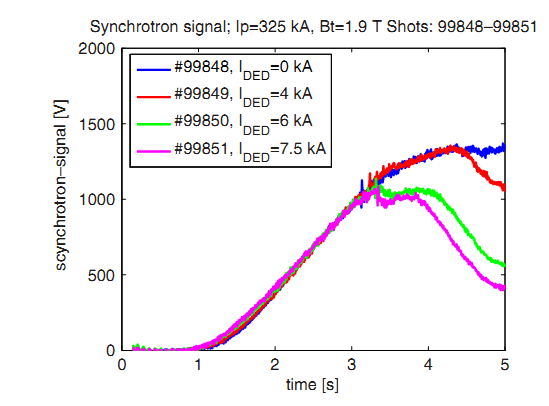 Synchrotron signal; Ip=325 kA, Bt=1.9 T Shots: 99848–99851
2000
1500
1000
500
0
scynchrotron–signal [V]
#99848, I_DED=0 kA
#99849, I_DED=4 kA
#99850, I_DED=6 kA
#99851, I_DED=7.5 kA
0 1 2 3 4 5
time [s]